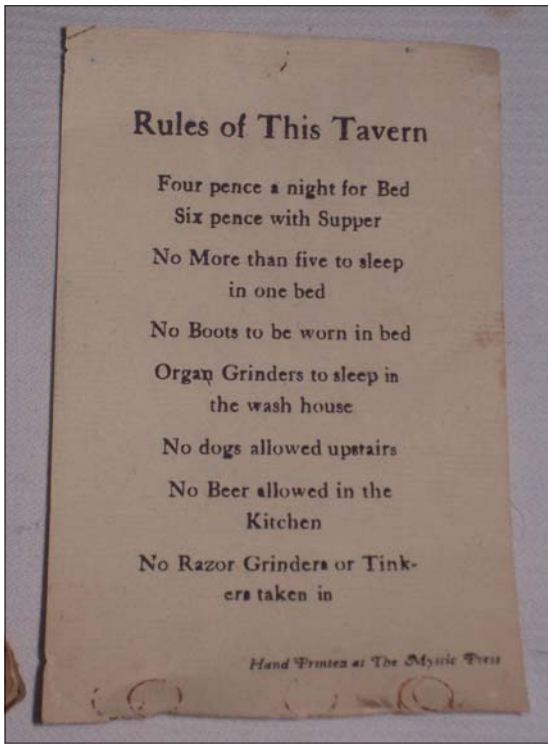 Rules of This Tavern
Four pence a night for Bed
Six pence with Supper
No More than five to sleep
in one bed
No Boots to be worn in bed
Organ Grinders to sleep in
the wash house
No dogs allowed upstairs
No Beer allowed in the
Kitchen
No Razor Grinders or Tink-
ers taken in
Hand Printed at The Mystic Press